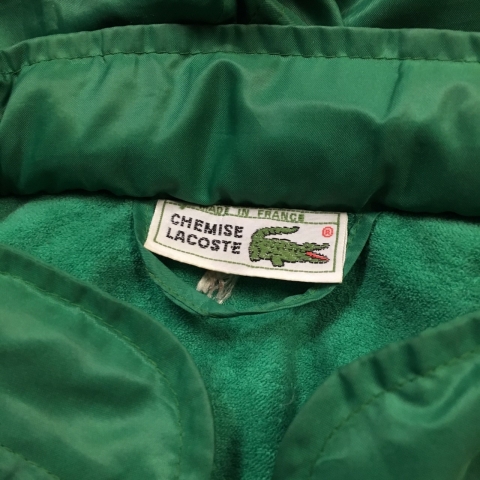 MADE IN FRANCE
CHEMISE
LACOSTE
®